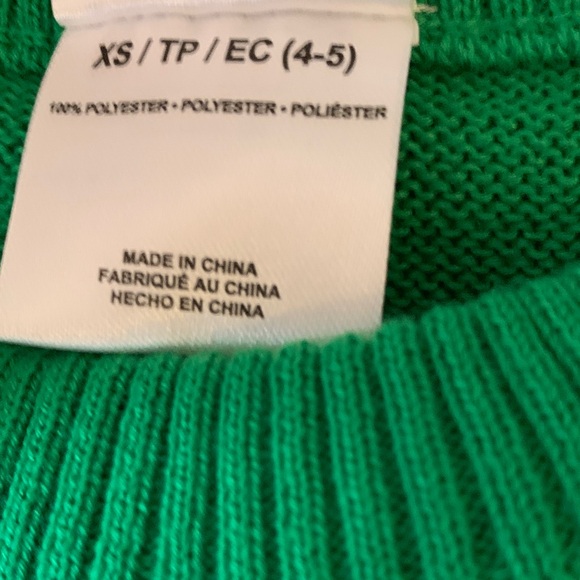 XS / TP / EC (4-5)
100% POLYESTER • POLYESTER • POLIÉSTER
MADE IN CHINA
FABRIQUÉ AU CHINA
HECHO EN CHINA